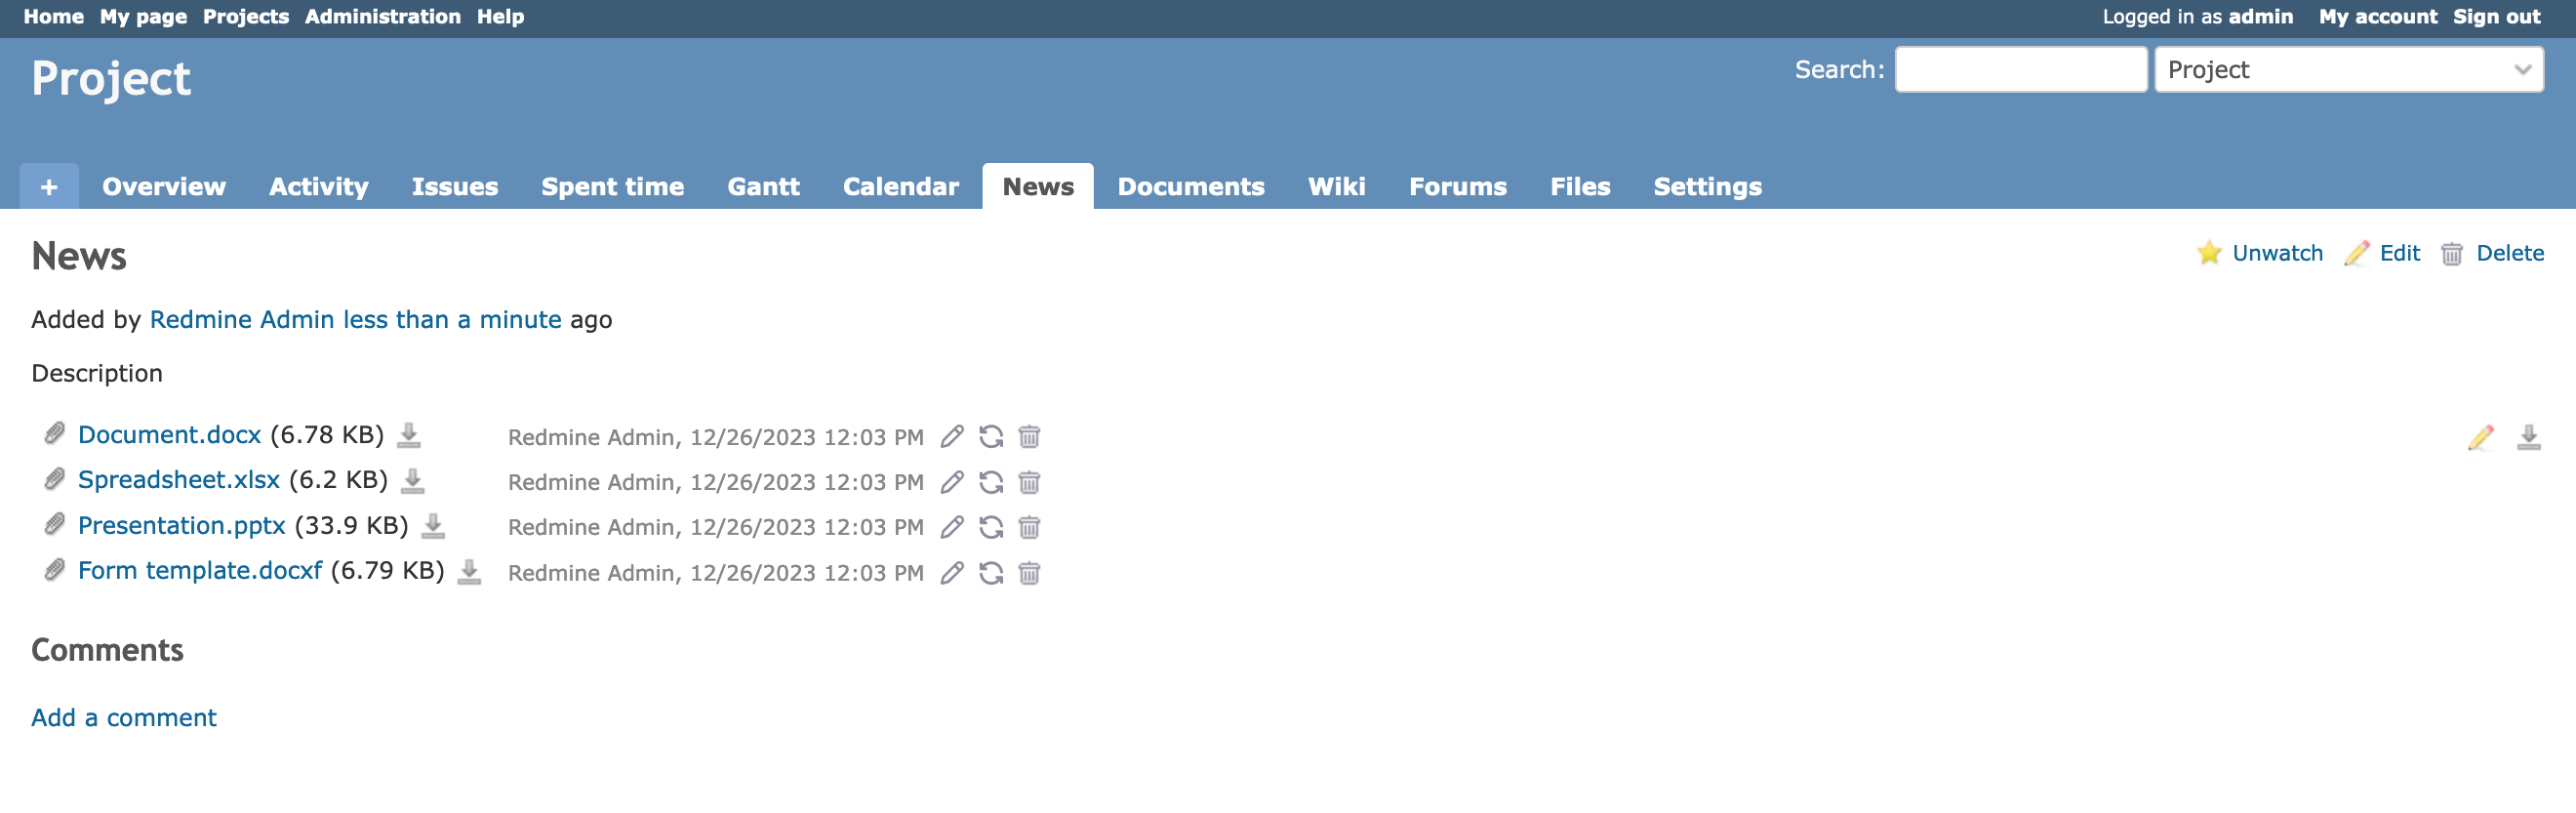 Home My page Projects Administration Help Logged in as admin My account Sign out
Project Search: Project
+ Overview Activity Issues Spent time Gantt Calendar News Documents Wiki Forums Files Settings
News Unwatch Edit Delete
Added by Redmine Admin less than a minute ago
Description
Document.docx (6.78 KB) Redmine Admin, 12/26/2023 12:03 PM
Spreadsheet.xlsx (6.2 KB) Redmine Admin, 12/26/2023 12:03 PM
Presentation.pptx (33.9 KB) Redmine Admin, 12/26/2023 12:03 PM
Form template.docxf (6.79 KB) Redmine Admin, 12/26/2023 12:03 PM
Comments
Add a comment